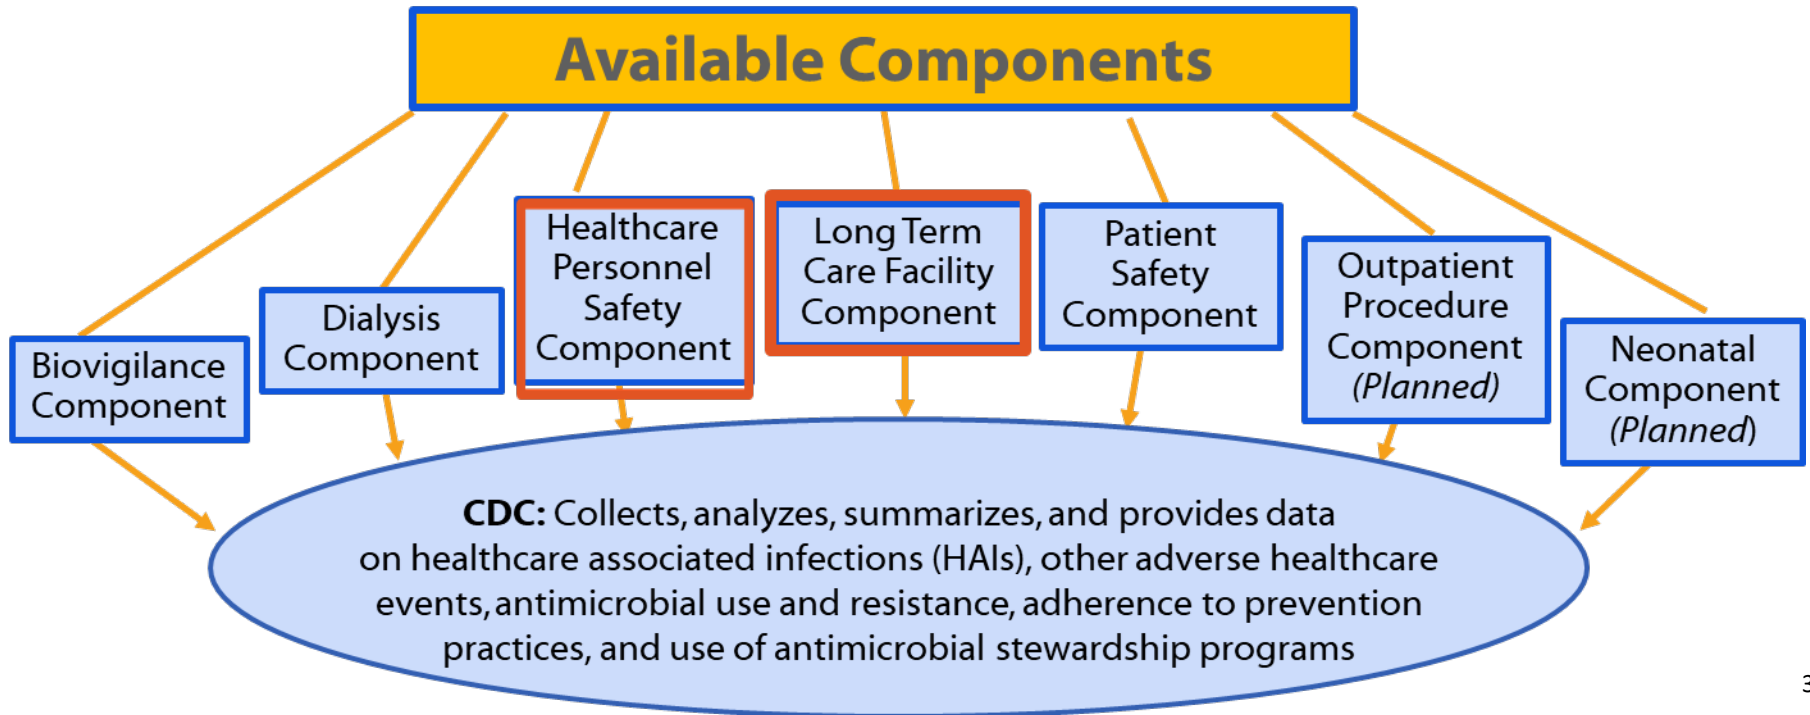 Available Components
Biovigilance
Component
Dialysis
Component
Healthcare
Personnel
Safety
Component
Long Term
Care Facility
Component
Patient
Safety
Component
Outpatient
Procedure
Component
(Planned)
Neonatal
Component
(Planned)
CDC: Collects, analyzes, summarizes, and provides data
on healthcare associated infections (HAIs), other adverse healthcare
events, antimicrobial use and resistance, adherence to prevention
practices, and use of antimicrobial stewardship programs
3